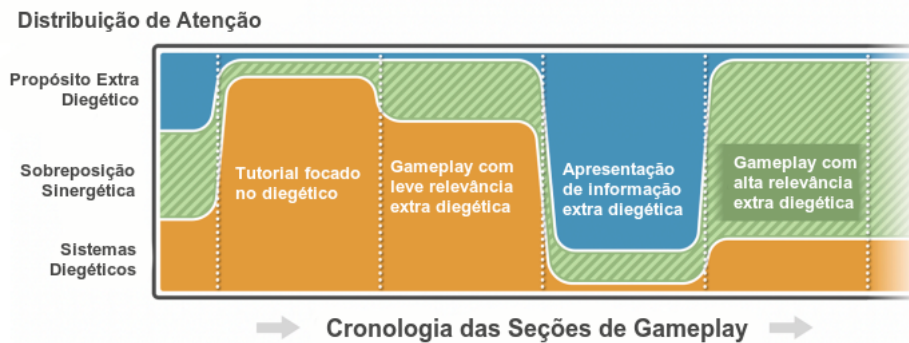 Distribuição de Atenção
Propósito Extra
Diegético
Sobreposição
Sinergética
Sistemas
Diegéticos
Tutorial focado
no diegético
Gameplay com
leve relevância
extra diegética
Apresentação
de informação
extra diegética
Gameplay com
alta relevância
extra diegética
Cronologia das Seções de Gameplay